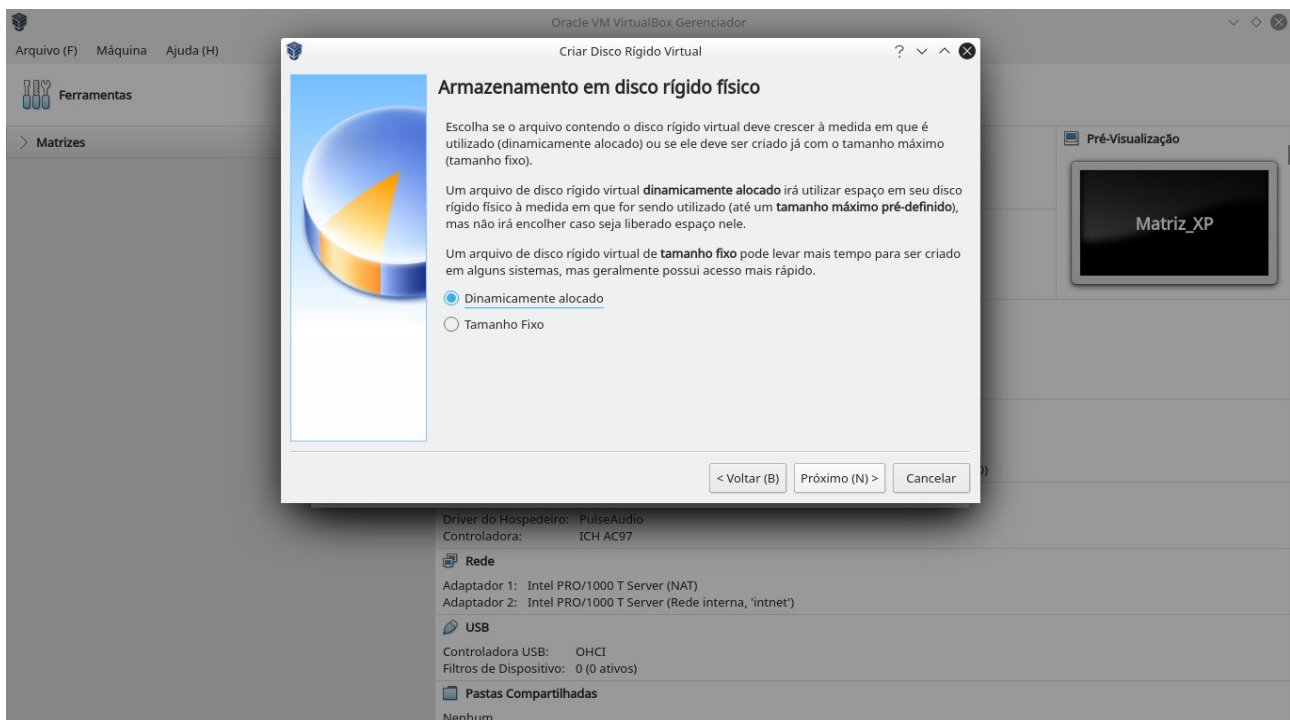 Oracle VM VirtualBox Gerenciador
Arquivo (F) Máquina Ajuda (H)
Ferramentas
Matrizes
Criar Disco Rígido Virtual
Armazenamento em disco rígido físico
Escolha se o arquivo contendo o disco rígido virtual deve crescer à medida em que é
utilizado (dinamicamente alocado) ou se ele deve ser criado já com o tamanho máximo
(tamanho fixo).
Um arquivo de disco rígido virtual dinamicamente alocado irá utilizar espaço em seu disco
rígido físico à medida em que for sendo utilizado (até um tamanho máximo pré-definido),
mas não irá encolher caso seja liberado espaço nele.
Um arquivo de disco rígido virtual de tamanho fixo pode levar mais tempo para ser criado
em alguns sistemas, mas geralmente possui acesso mais rápido.
Dinamicamente alocado
Tamanho Fixo
< Voltar (B) Próximo (N) > Cancelar
Pré-Visualização
Matriz_XP
Driver do Hospedeiro: PulseAudio
Controladora: ICH AC97
Rede
Adaptador 1: Intel PRO/1000 T Server (NAT)
Adaptador 2: Intel PRO/1000 T Server (Rede interna, 'intnet')
USB
Controladora USB: OHCI
Filtros de Dispositivo: 0 (0 ativos)
Pastas Compartilhadas
Nenhum